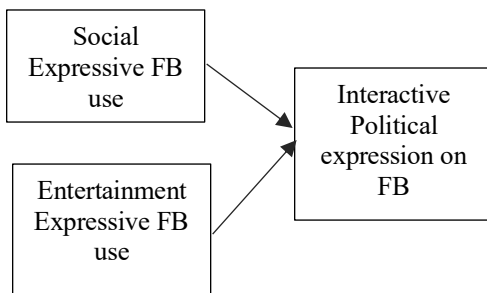 Social
Expressive FB
use
Interactive
Political
expression on
FB
Entertainment
Expressive FB
use